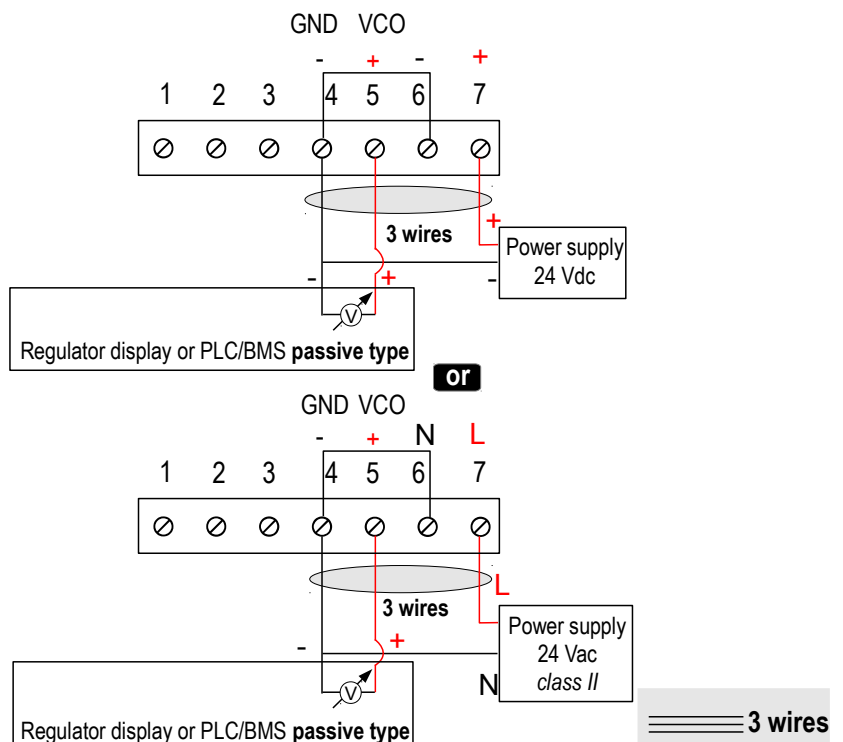 GND VCO
- + - +
1 2 3 4 5 6 7
3 wires
+
Power supply
24 Vdc
- + -
V
Regulator display or PLC/BMS passive type
or
GND VCO
- + N L
1 2 3 4 5 6 7
L
3 wires
Power supply
24 Vac
class II
- +
N
V
Regulator display or PLC/BMS passive type
3 wires